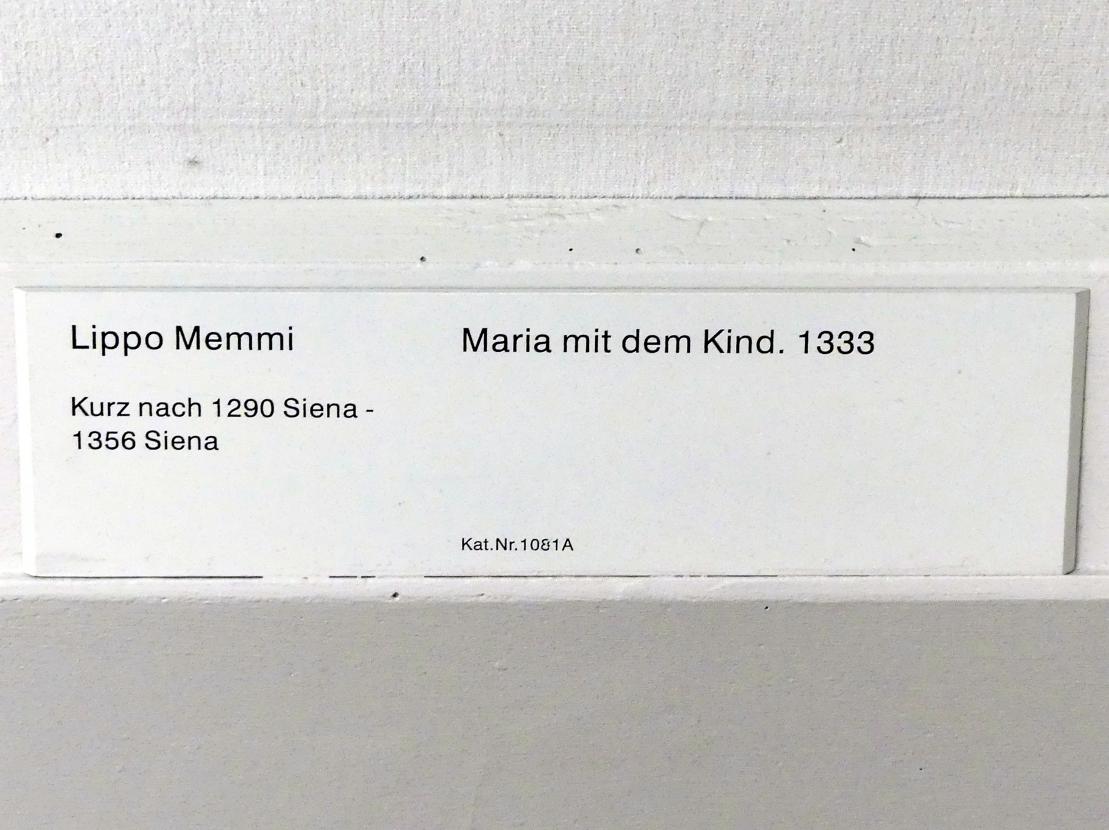 Lippo Memmi
Kurz nach 1290 Siena -
1356 Siena
Maria mit dem Kind. 1333
Kat.Nr.1081A